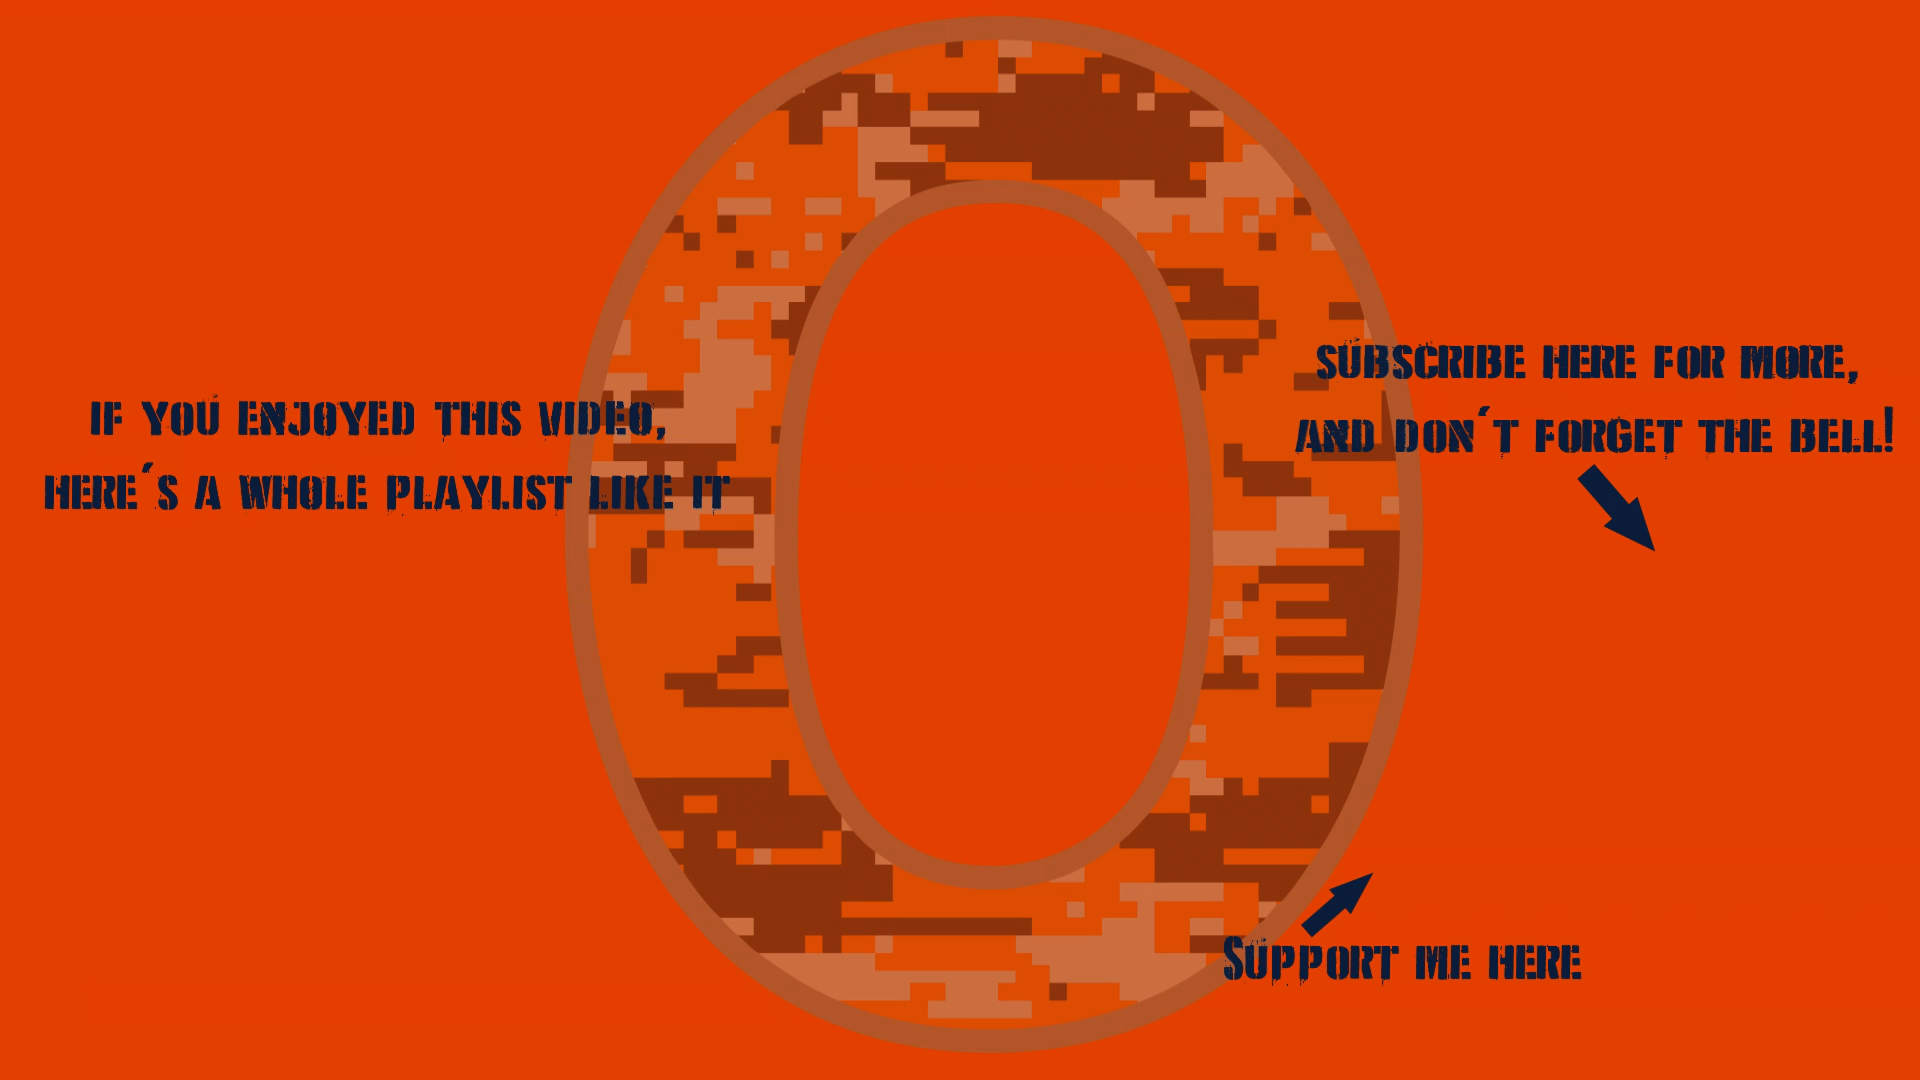 IF YOU ENJOYED THIS VIDEO,
HERE´S A WHOLE PLAYLIST LIKE IT
SUBSCRIBE HERE FOR MORE,
AND DON´T FORGET THE BELL!
SUPPORT ME HERE
O